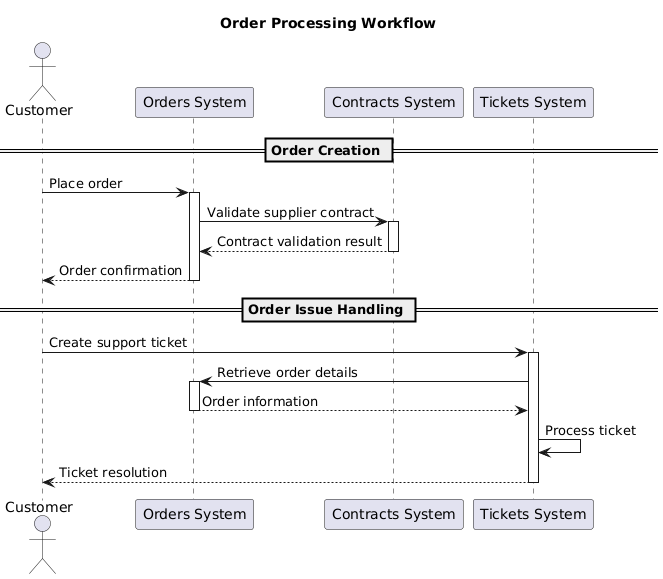 Order Processing Workflow
Customer
Orders System
Contracts System
Tickets System
Order Creation
Place order
Validate supplier contract
Contract validation result
Order confirmation
Order Issue Handling
Create support ticket
Retrieve order details
Order information
Process ticket
Ticket resolution
Customer
Orders System
Contracts System
Tickets System